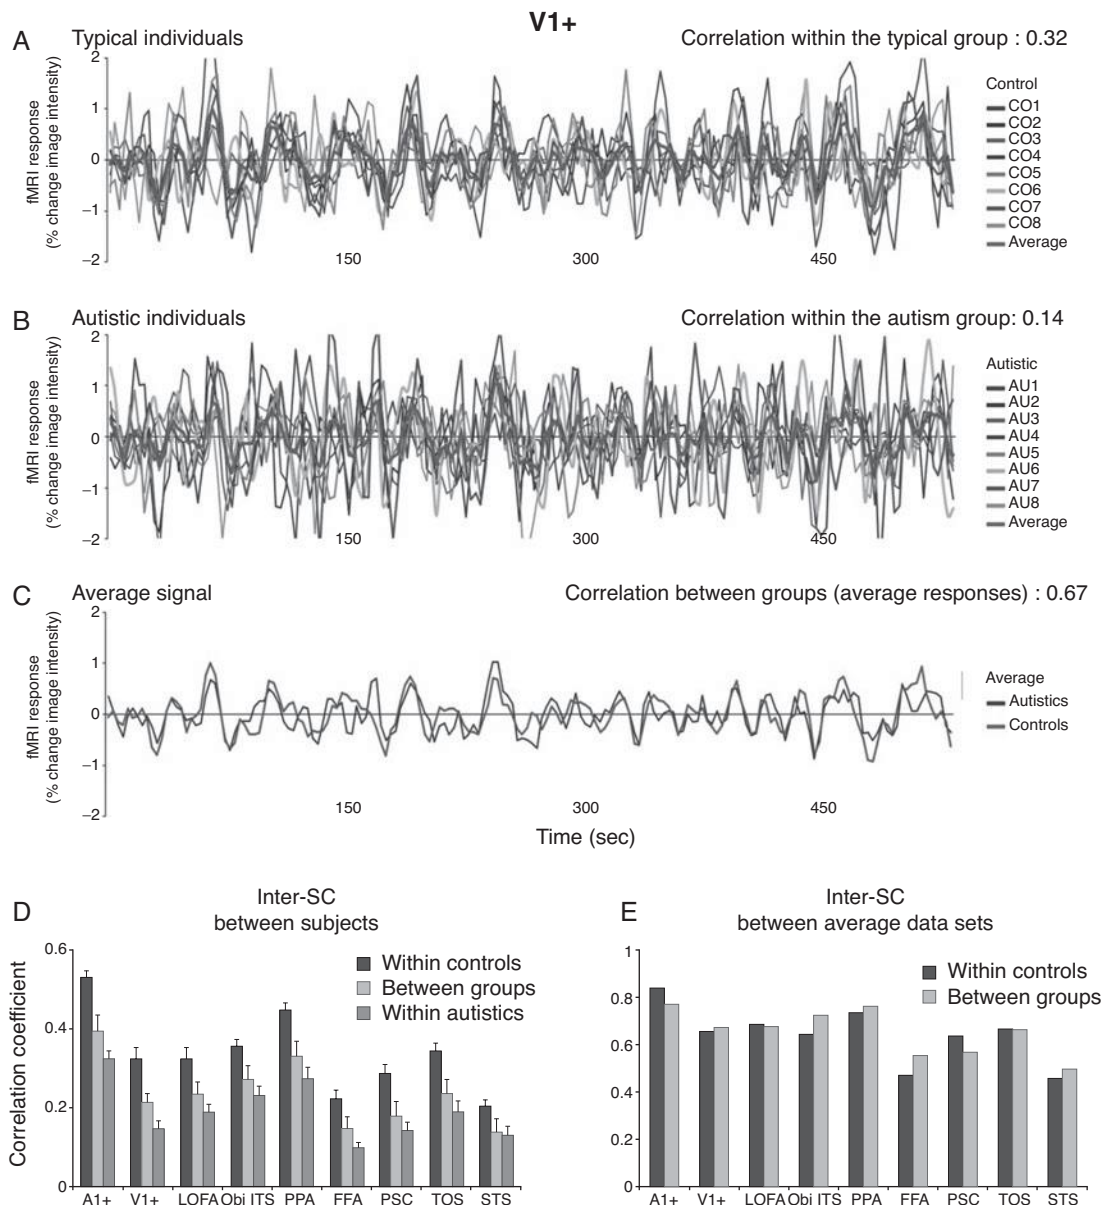 V1+
A
Typical individuals
Correlation within the typical group : 0.32
fMRI response
(% change image intensity)
2
1
0
−1
−2
150
300
450
Control
CO1
CO2
CO3
CO4
CO5
CO6
CO7
CO8
Average
B
Autistic individuals
Correlation within the autism group: 0.14
fMRI response
(% change image intensity)
2
1
0
−1
−2
150
300
450
Autistic
AU1
AU2
AU3
AU4
AU5
AU6
AU7
AU8
Average
C
Average signal
Correlation between groups (average responses) : 0.67
fMRI response
(% change image intensity)
2
1
0
−1
−2
150
300
450
Time (sec)
Average
Autistics
Controls
D
Inter-SC
between subjects
Correlation coefficient
0.6
0.4
0.2
0
Within controls
Between groups
Within autistics
A1+ V1+ LOFA Obi ITS PPA FFA PSC TOS STS
E
Inter-SC
between average data sets
1
0.8
0.6
0.4
0.2
0
Within controls
Between groups
A1+ V1+ LOFA Obi ITS PPA FFA PSC TOS STS